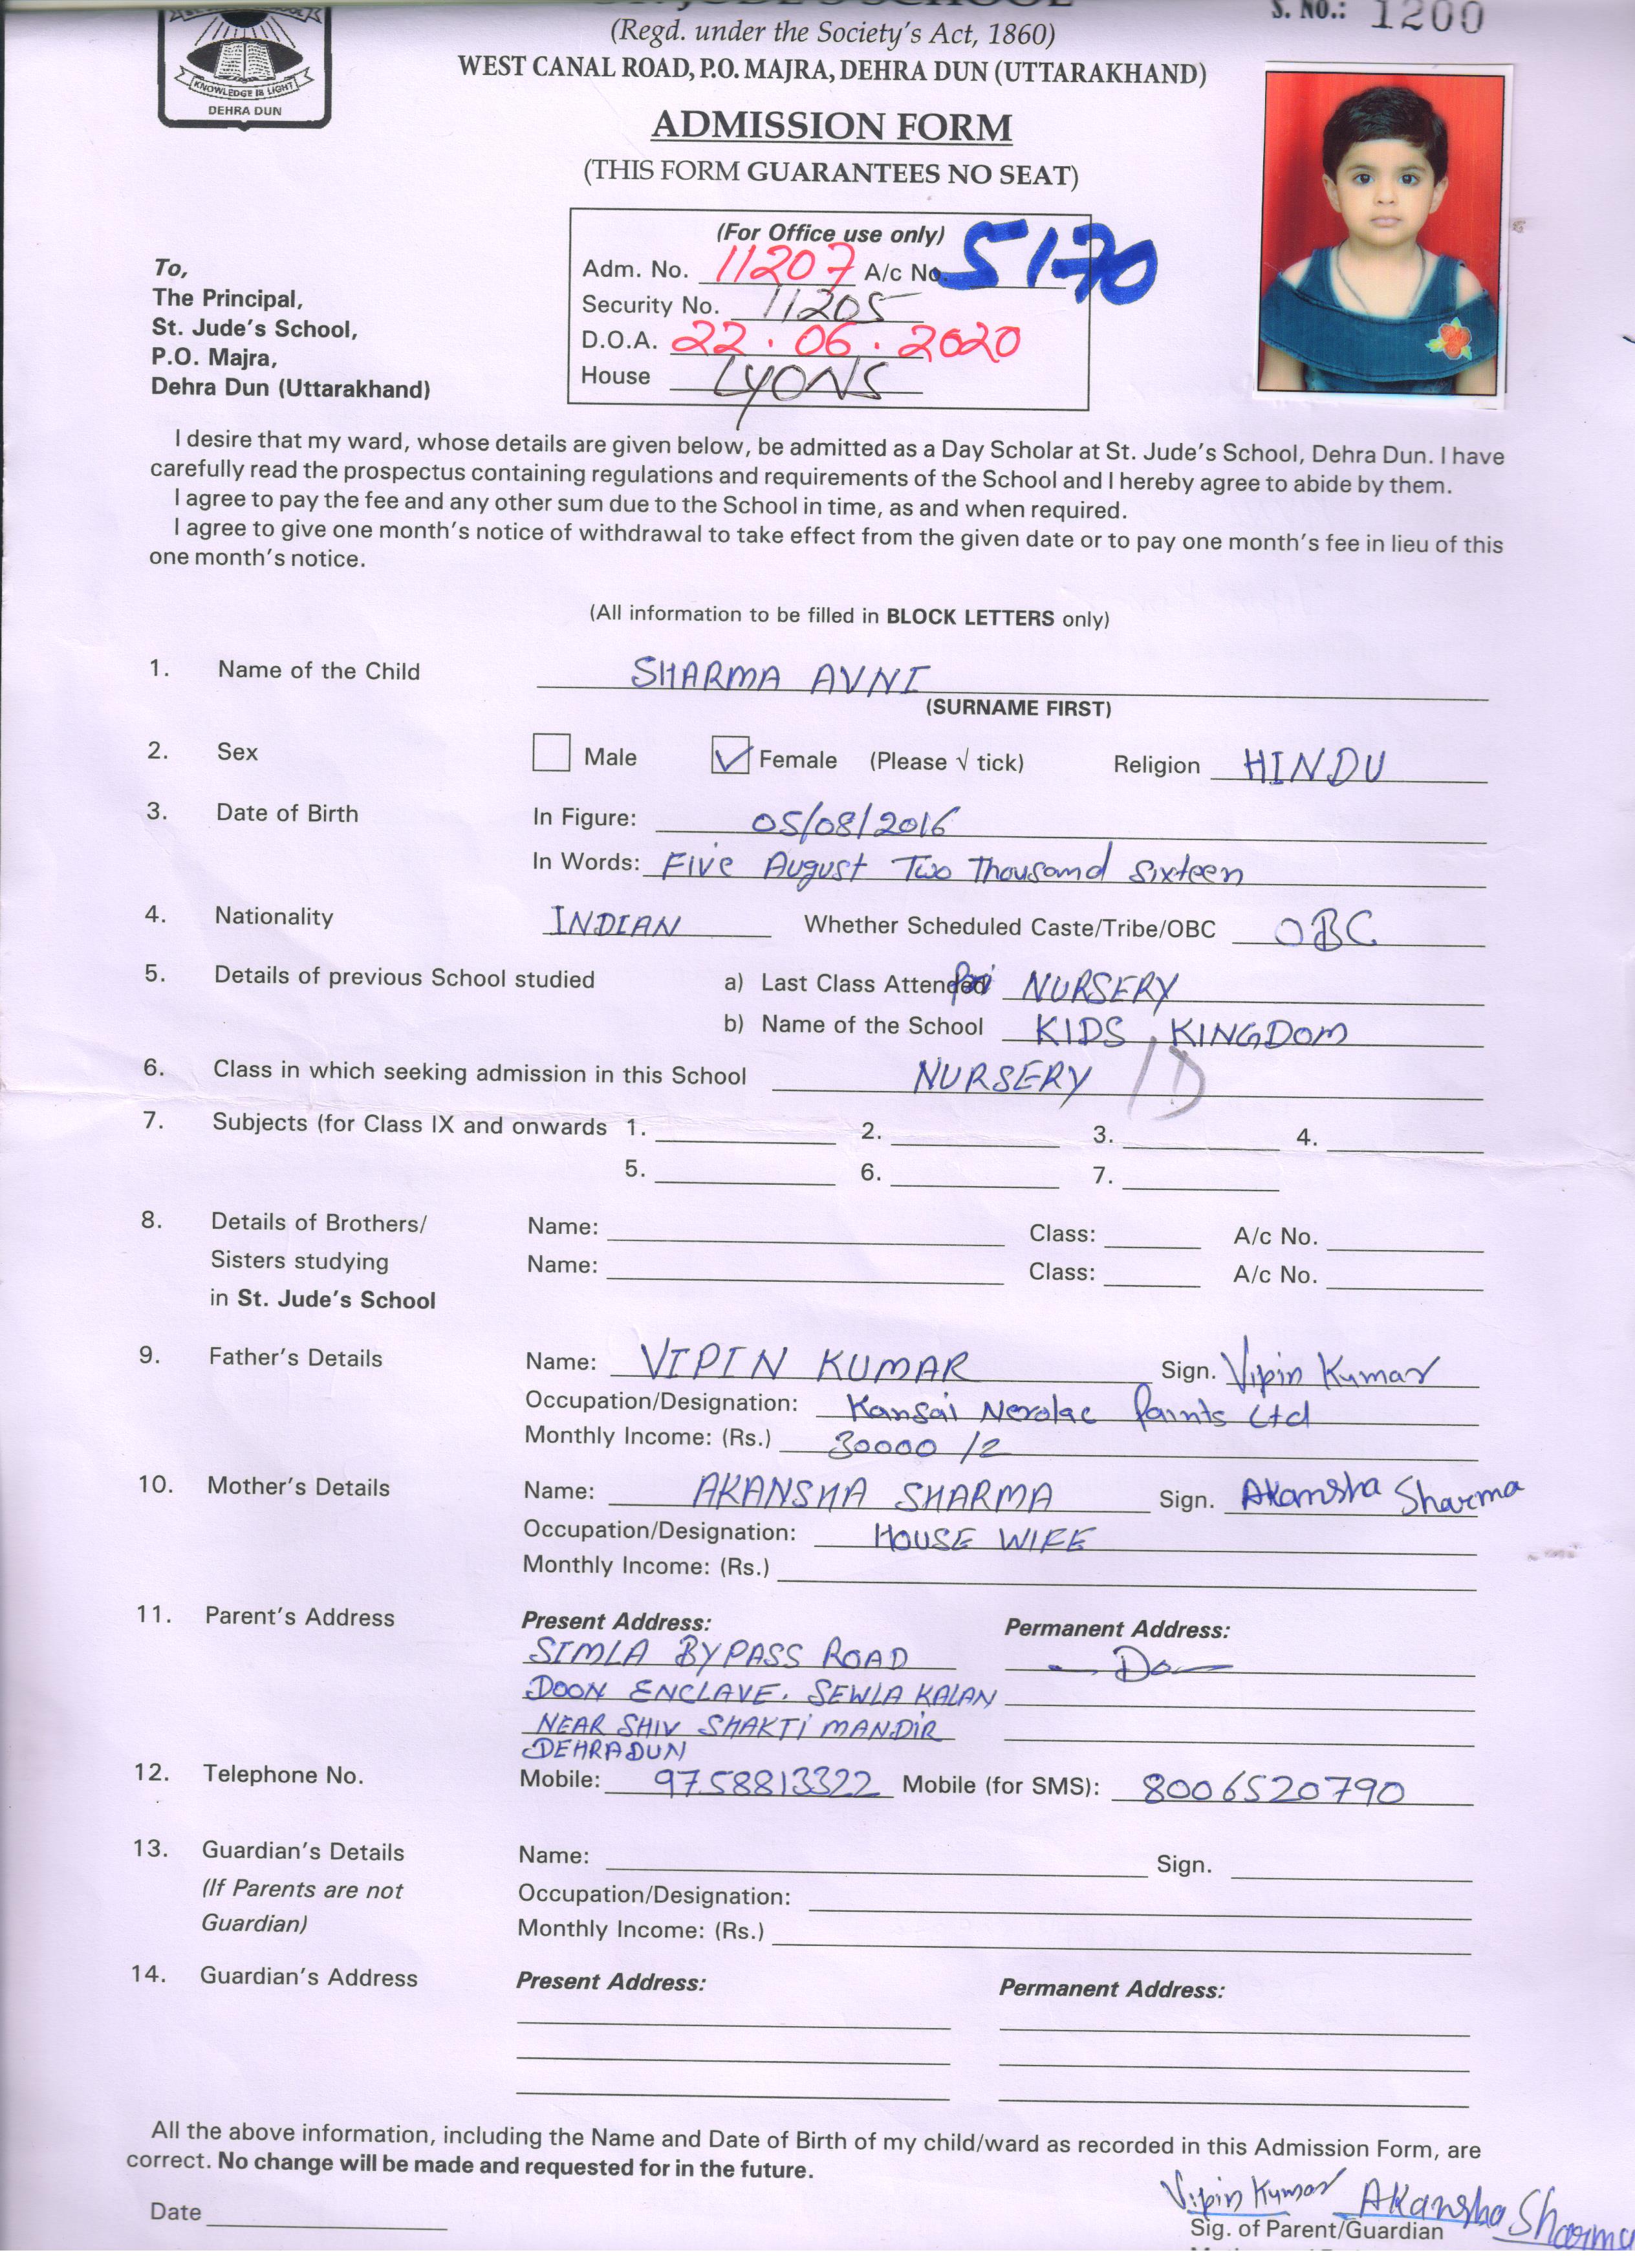 S. NO.: 1200
(Regd. under the Society's Act, 1860)
WEST CANAL ROAD, P.O. MAJRA, DEHRA DUN (UTTARAKHAND)
KNOWLEDGE IS LIGHT
DEHRA DUN
ADMISSION FORM
(THIS FORM GUARANTEES NO SEAT)
(For Office use only)
Adm. No. 11207 A/c No. 5170
Security No. 11205
D.O.A. 22.06.2020
House LYONS
To,
The Principal,
St. Jude's School,
P.O. Majra,
Dehra Dun (Uttarakhand)
I desire that my ward, whose details are given below, be admitted as a Day Scholar at St. Jude's School, Dehra Dun. I have
carefully read the prospectus containing regulations and requirements of the School and I hereby agree to abide by them.
I agree to pay the fee and any other sum due to the School in time, as and when required.
I agree to give one month's notice of withdrawal to take effect from the given date or to pay one month's fee in lieu of this
one month's notice.
(All information to be filled in BLOCK LETTERS only)
1. Name of the Child SHARMA AVNI
(SURNAME FIRST)
2. Sex Male Female (Please √ tick) Religion HINDU
3. Date of Birth In Figure: 05/08/2016
In Words: Five August Two Thousand Sixteen
4. Nationality INDIAN Whether Scheduled Caste/Tribe/OBC OBC
5. Details of previous School studied a) Last Class Attended NURSERY
b) Name of the School KIDS KINGDOM
6. Class in which seeking admission in this School NURSERY /D
7. Subjects (for Class IX and onwards 1. 2. 3. 4.
5. 6. 7.
8. Details of Brothers/ Name: Class: A/c No.
Sisters studying Name: Class: A/c No.
in St. Jude's School
9. Father's Details Name: VIPIN KUMAR Sign. Vipin Kumar
Occupation/Designation: Kansai Nerolac Paints Ltd
Monthly Income: (Rs.) 30000 /2
10. Mother's Details Name: AKANSHA SHARMA Sign. Akansha Sharma
Occupation/Designation: HOUSE WIFE
Monthly Income: (Rs.)
11. Parent's Address Present Address: Permanent Address:
SIMLA BYPASS ROAD — Do —
DOON ENCLAVE. SEWLA KALAN
NEAR SHIV SHAKTI MANDIR
DEHRADUN
12. Telephone No. Mobile: 9758813322 Mobile (for SMS): 8006520790
13. Guardian's Details Name: Sign.
(If Parents are not Occupation/Designation:
Guardian) Monthly Income: (Rs.)
14. Guardian's Address Present Address: Permanent Address:
All the above information, including the Name and Date of Birth of my child/ward as recorded in this Admission Form, are
correct. No change will be made and requested for in the future.
Vipin Kumar Akansha Sharma
Date Sig. of Parent/Guardian